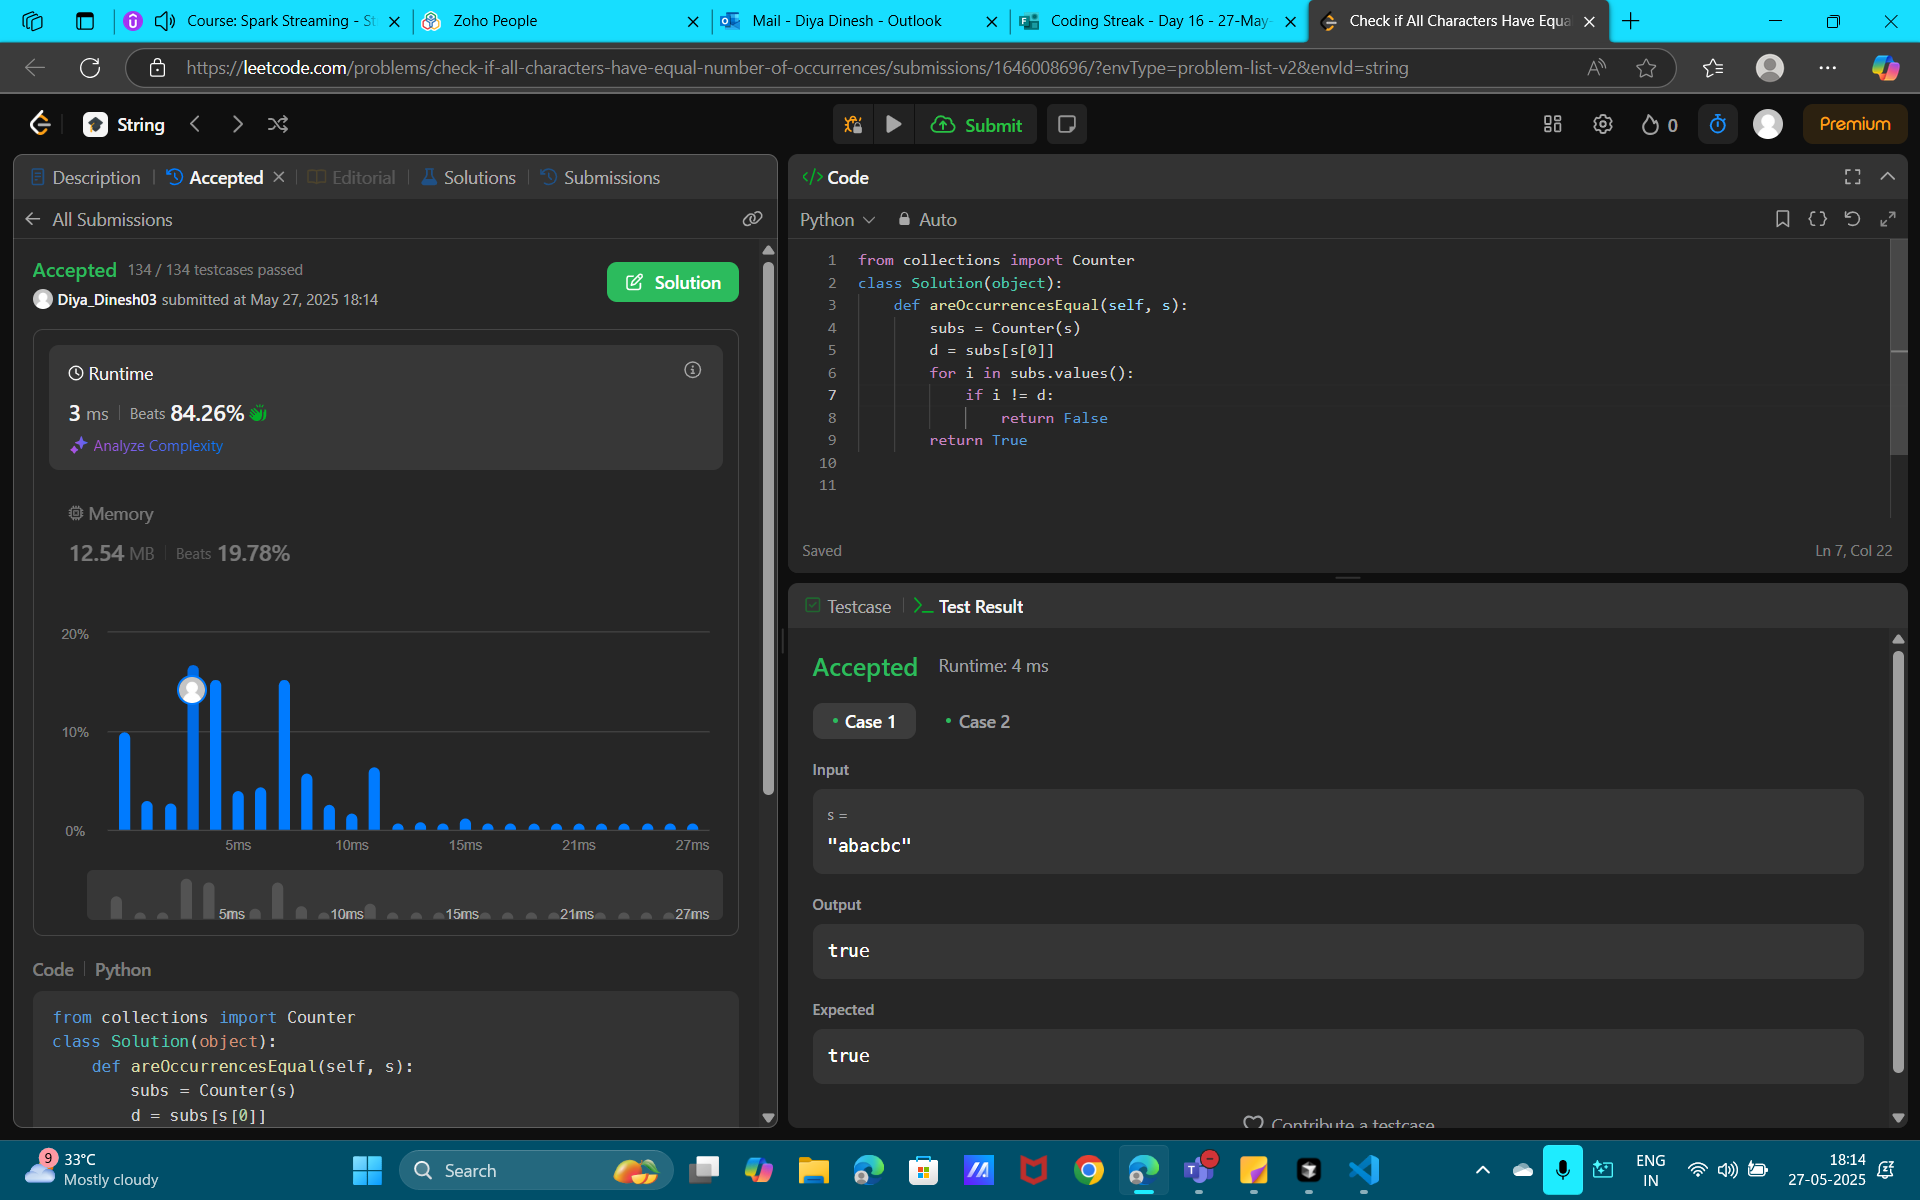 Course: Spark Streaming - St
Zoho People
Mail - Diya Dinesh - Outlook
Coding Streak - Day 16 - 27-May-
Check if All Characters Have Equa
https://leetcode.com/problems/check-if-all-characters-have-equal-number-of-occurrences/submissions/1646008696/?envType=problem-list-v2&envId=string
String
Submit
0
Premium
Description
Accepted
Editorial
Solutions
Submissions
All Submissions
Accepted 134 / 134 testcases passed
Diya_Dinesh03 submitted at May 27, 2025 18:14
Solution
Runtime
3 ms Beats 84.26%
Analyze Complexity
Memory
12.54 MB Beats 19.78%
20%
10%
0%
5ms 10ms 15ms 21ms 27ms
5ms 10ms 15ms 21ms 27ms
Code Python
from collections import Counter
class Solution(object):
def areOccurrencesEqual(self, s):
subs = Counter(s)
d = subs[s[0]]
</> Code
Python Auto
1 from collections import Counter
2 class Solution(object):
3 def areOccurrencesEqual(self, s):
4 subs = Counter(s)
5 d = subs[s[0]]
6 for i in subs.values():
7 if i != d:
8 return False
9 return True
10
11
Saved
Ln 7, Col 22
Testcase
Test Result
Accepted Runtime: 4 ms
Case 1 Case 2
Input
s =
"abacbc"
Output
true
Expected
true
Contribute a testcase
9
33°C
Mostly cloudy
Search
ENG
IN
18:14
27-05-2025